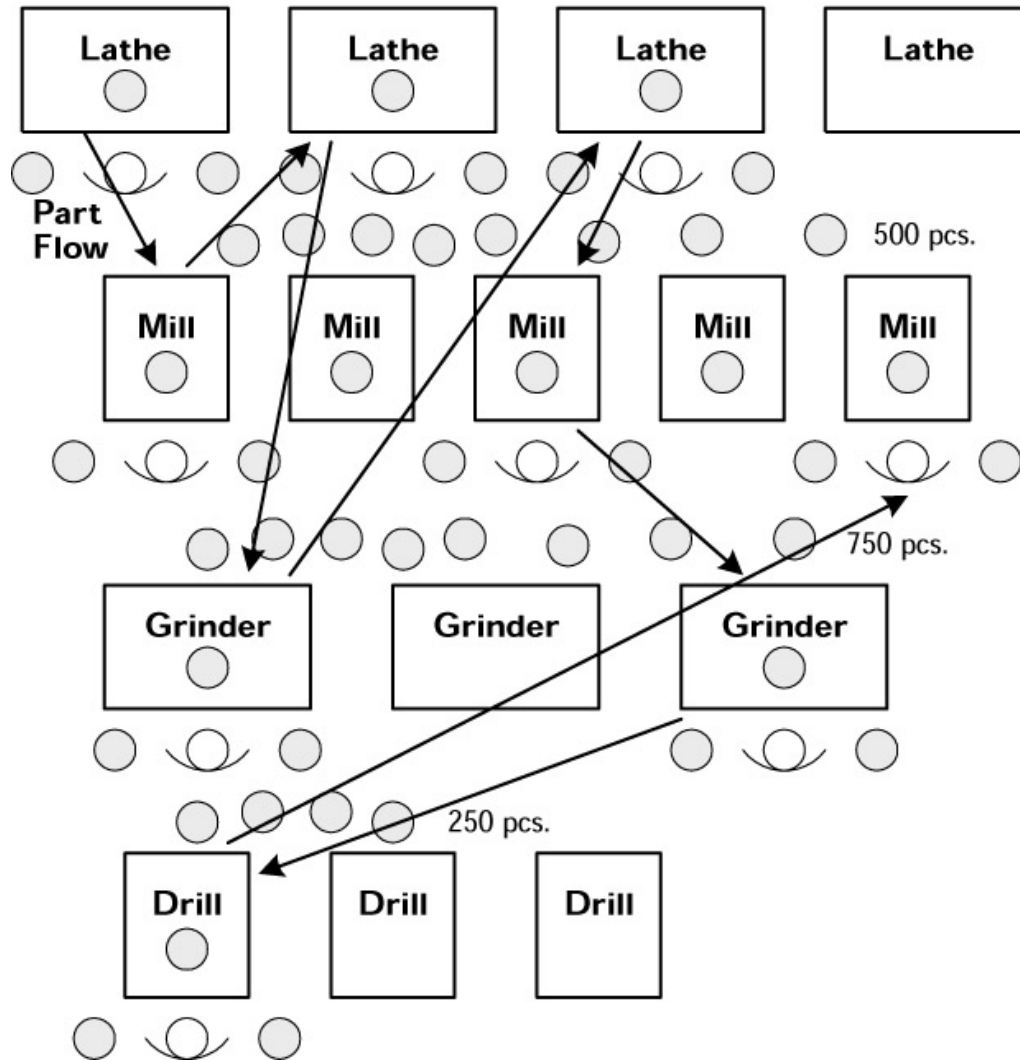 Lathe
Lathe
Lathe
Lathe
Part
Flow
500 pcs.
Mill
Mill
Mill
Mill
Mill
750 pcs.
Grinder
Grinder
Grinder
250 pcs.
Drill
Drill
Drill